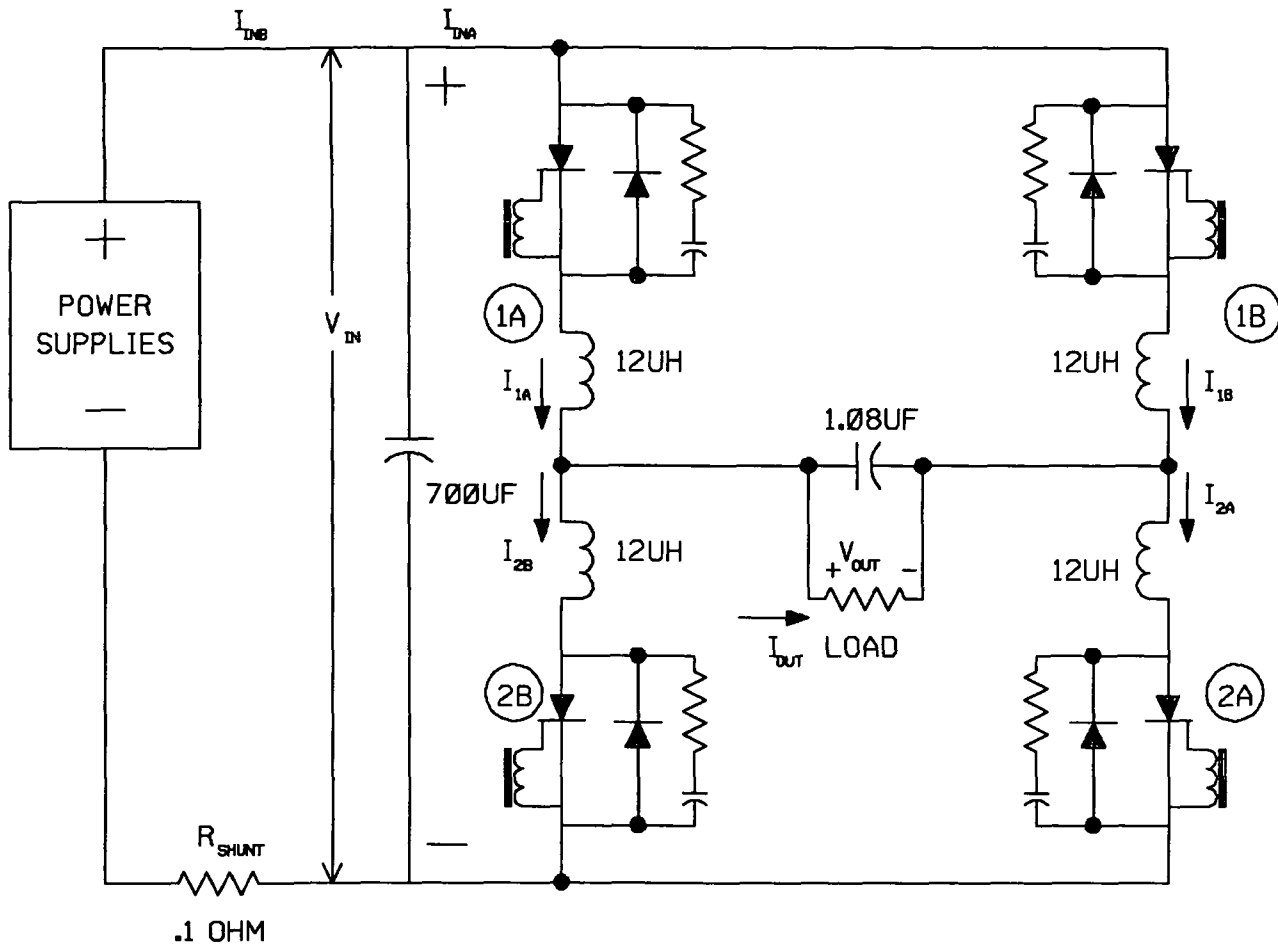 I_INB
I_INA
+
+
POWER
SUPPLIES
−
V_IN
1A
1B
12UH
12UH
I_1A
I_1B
1.08UF
700UF
I_2B
I_2A
12UH
12UH
+ V_OUT −
I_OUT LOAD
2B
2A
R_SHUNT
−
.1 OHM